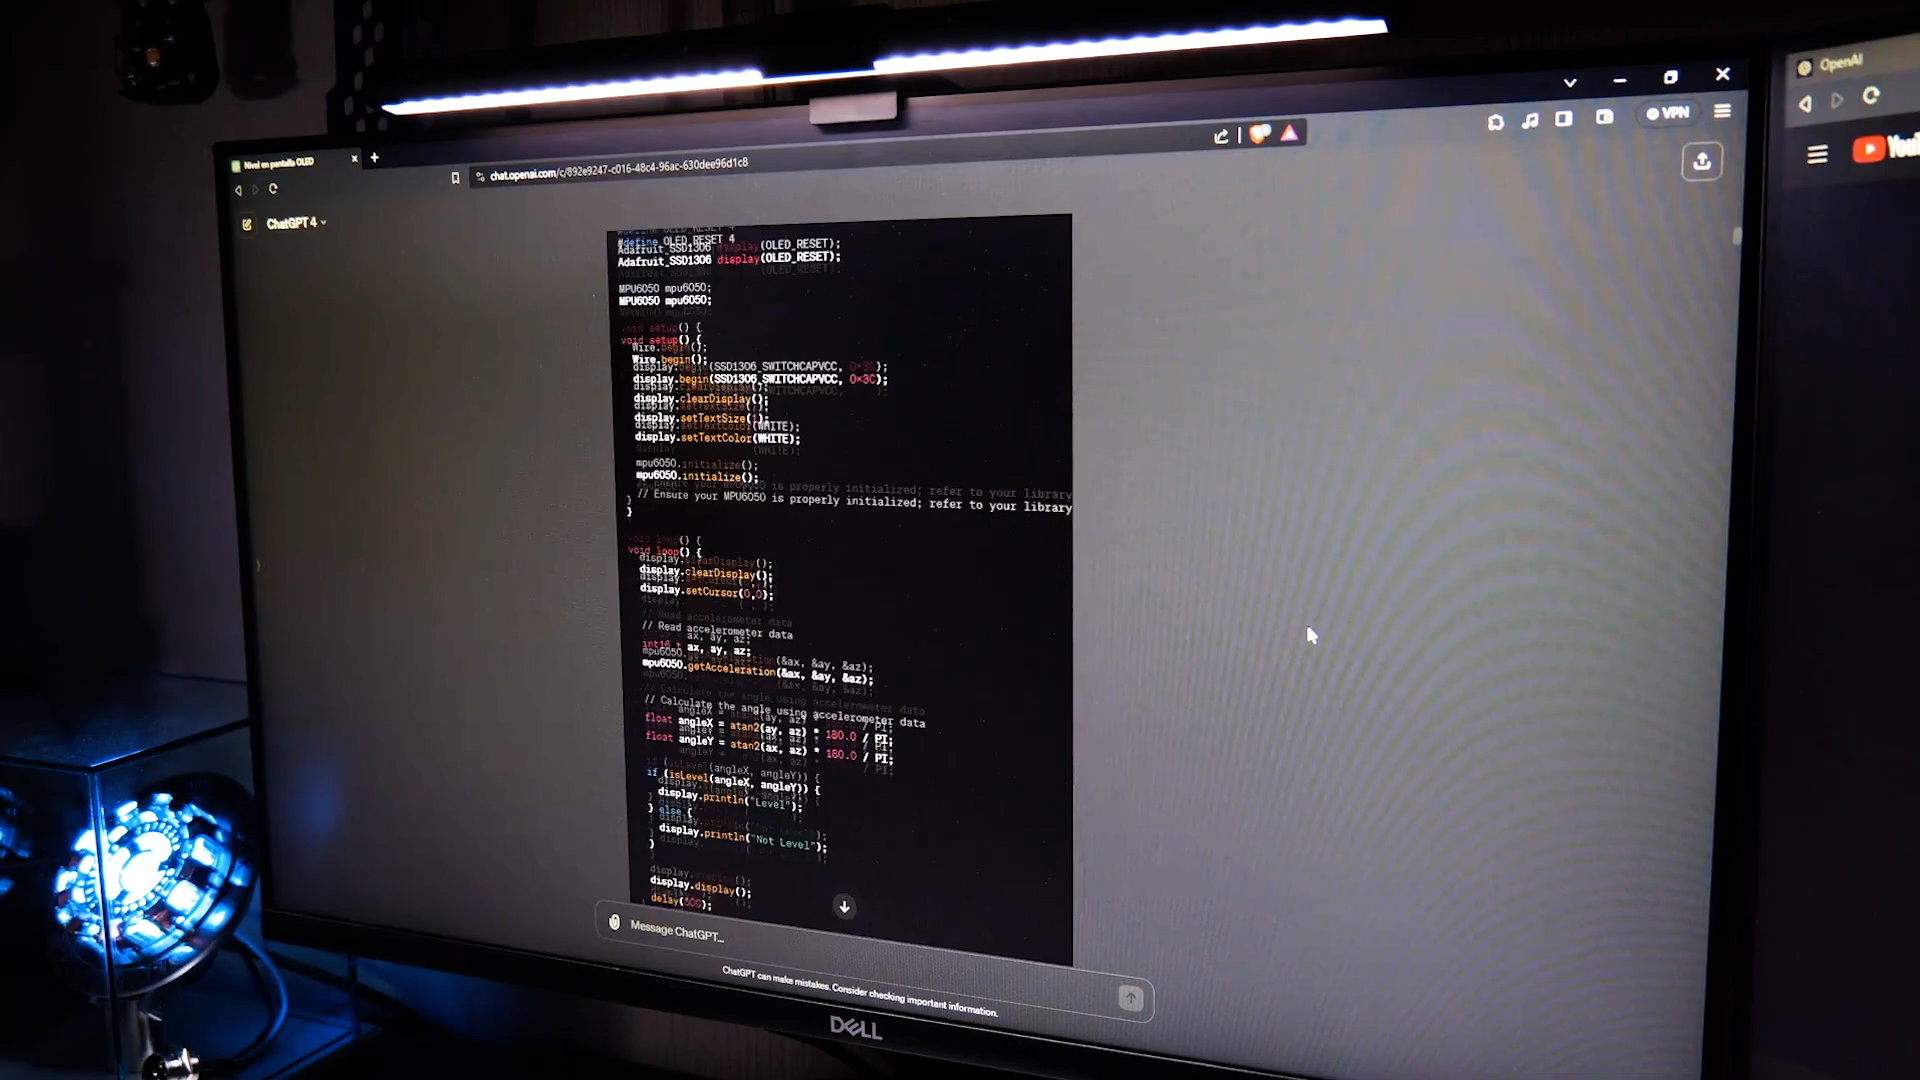 Nivel en pantalla OLED
chat.openai.com/c/892e9247-c016-48c4-96ac-630dee96d1c8
VPN
OpenAI
ChatGPT 4
#define OLED_RESET 4
Adafruit_SSD1306 display(OLED_RESET);
MPU6050 mpu6050;
void setup() {
Wire.begin();
display.begin(SSD1306_SWITCHCAPVCC, 0x3C);
display.clearDisplay();
display.setTextSize(1);
display.setTextColor(WHITE);
mpu6050.initialize();
// Ensure your MPU6050 is properly initialized; refer to your library
}
void loop() {
display.clearDisplay();
display.setCursor(0,0);
// Read accelerometer data
int16_t ax, ay, az;
mpu6050.getAcceleration(&ax, &ay, &az);
// Calculate the angle using accelerometer data
float angleX = atan2(ay, az) * 180.0 / PI;
float angleY = atan2(ax, az) * 180.0 / PI;
if (isLevel(angleX, angleY)) {
display.println("Level");
} else {
display.println("Not Level");
}
display.display();
delay(500);
Message ChatGPT...
ChatGPT can make mistakes. Consider checking important information.
DELL